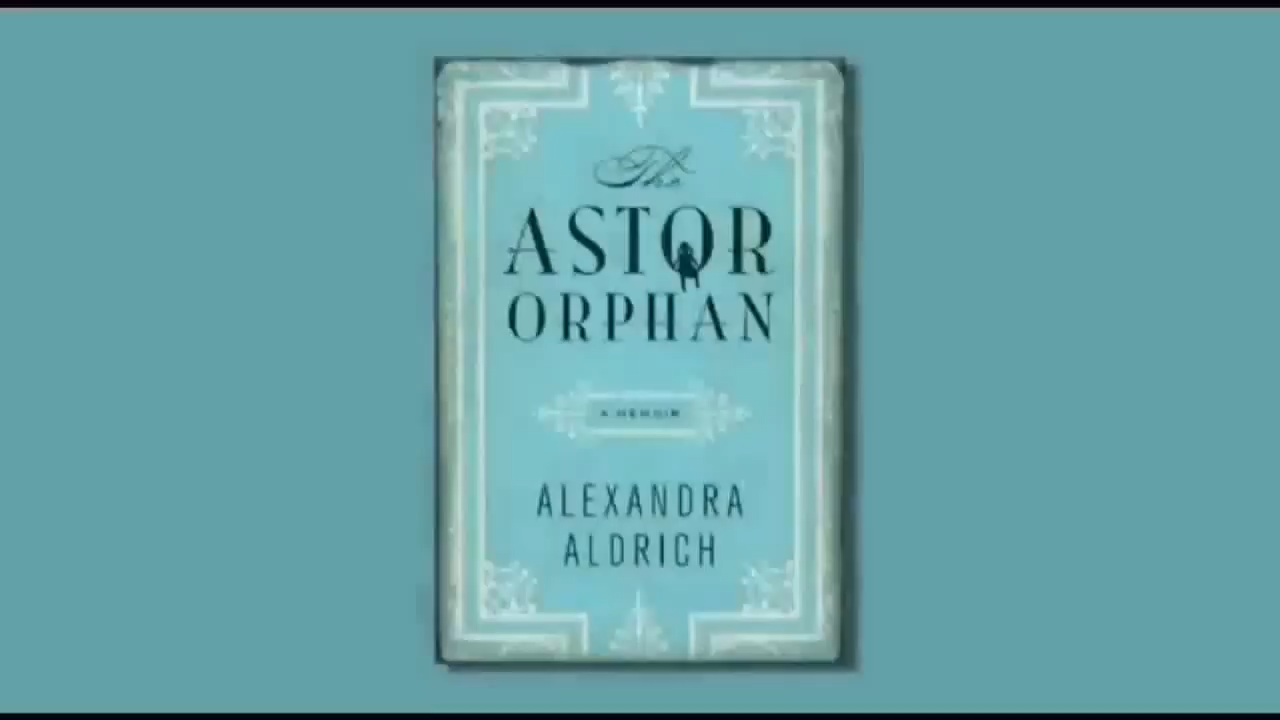 The
ASTOR
ORPHAN
A MEMOIR
ALEXANDRA
ALDRICH